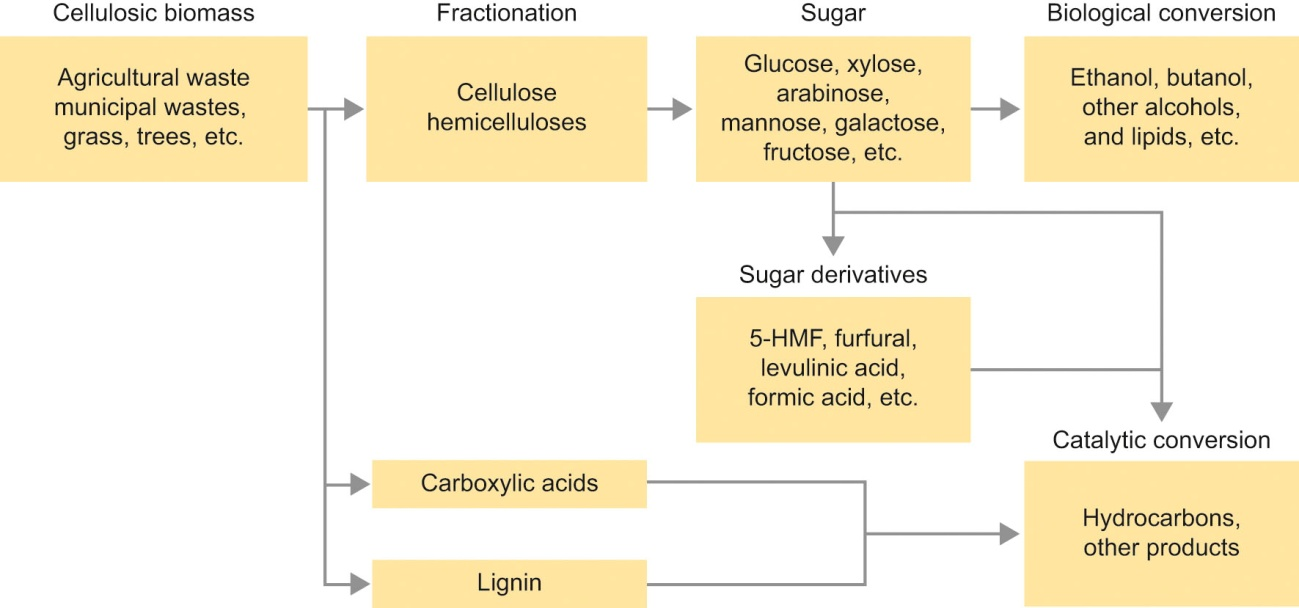 Cellulosic biomass
Agricultural waste
municipal wastes,
grass, trees, etc.
Fractionation
Cellulose
hemicelluloses
Sugar
Glucose, xylose,
arabinose,
mannose, galactose,
fructose, etc.
Biological conversion
Ethanol, butanol,
other alcohols,
and lipids, etc.
Sugar derivatives
5-HMF, furfural,
levulinic acid,
formic acid, etc.
Carboxylic acids
Lignin
Catalytic conversion
Hydrocarbons,
other products